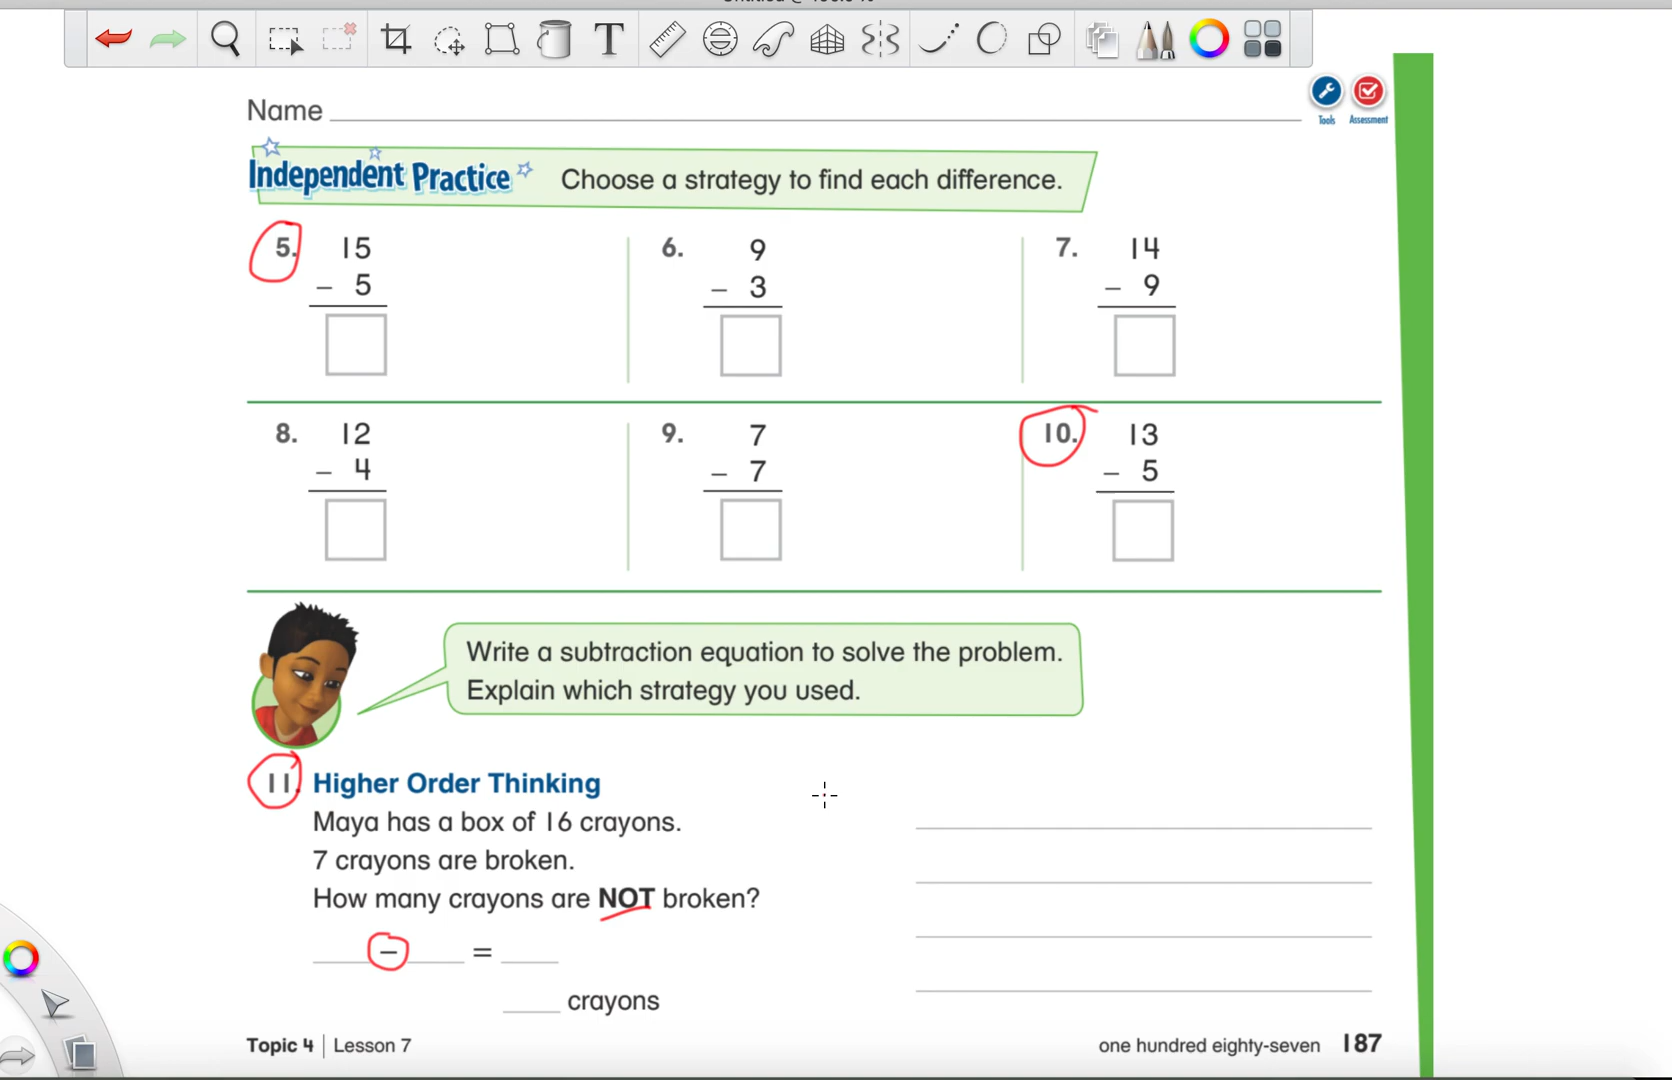 Name
Tools Assessment
Independent Practice Choose a strategy to find each difference.
5. 15 - 5
6. 9 - 3
7. 14 - 9
8. 12 - 4
9. 7 - 7
10. 13 - 5
Write a subtraction equation to solve the problem.
Explain which strategy you used.
11. Higher Order Thinking
Maya has a box of 16 crayons.
7 crayons are broken.
How many crayons are NOT broken?
- =
crayons
Topic 4 | Lesson 7
one hundred eighty-seven 187